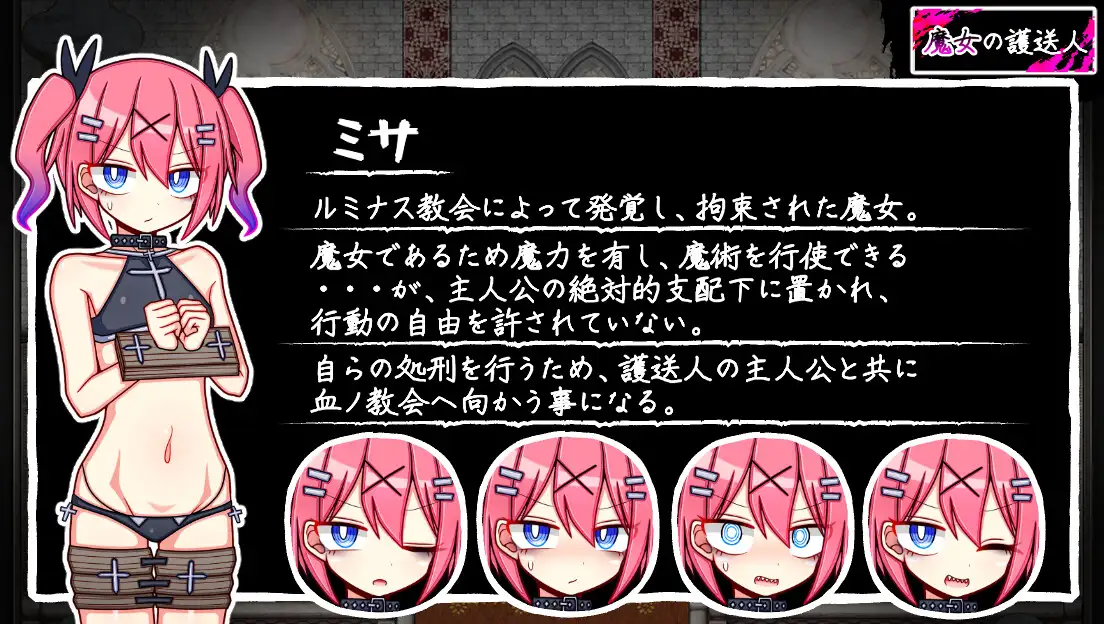 魔女の護送人
ミサ
ルミナス教会によって発覚し、拘束された魔女。
魔女であるため魔力を有し、魔術を行使できる
・・・が、主人公の絶対的支配下に置かれ、
行動の自由を許されていない。
自らの処刑を行うため、護送人の主人公と共に
血ノ教会へ向かう事になる。